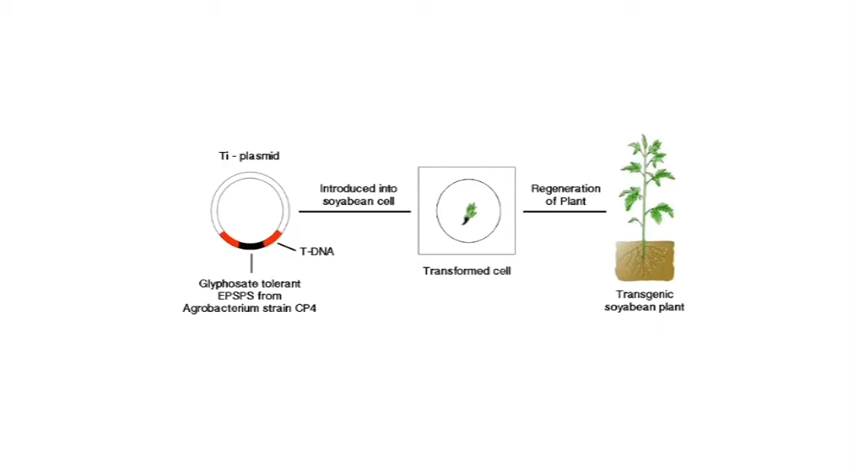 Ti - plasmid
Introduced into
soyabean cell
Regeneration
of Plant
T-DNA
Glyphosate tolerant
EPSPS from
Agrobacterium strain CP4
Transformed cell
Transgenic
soyabean plant